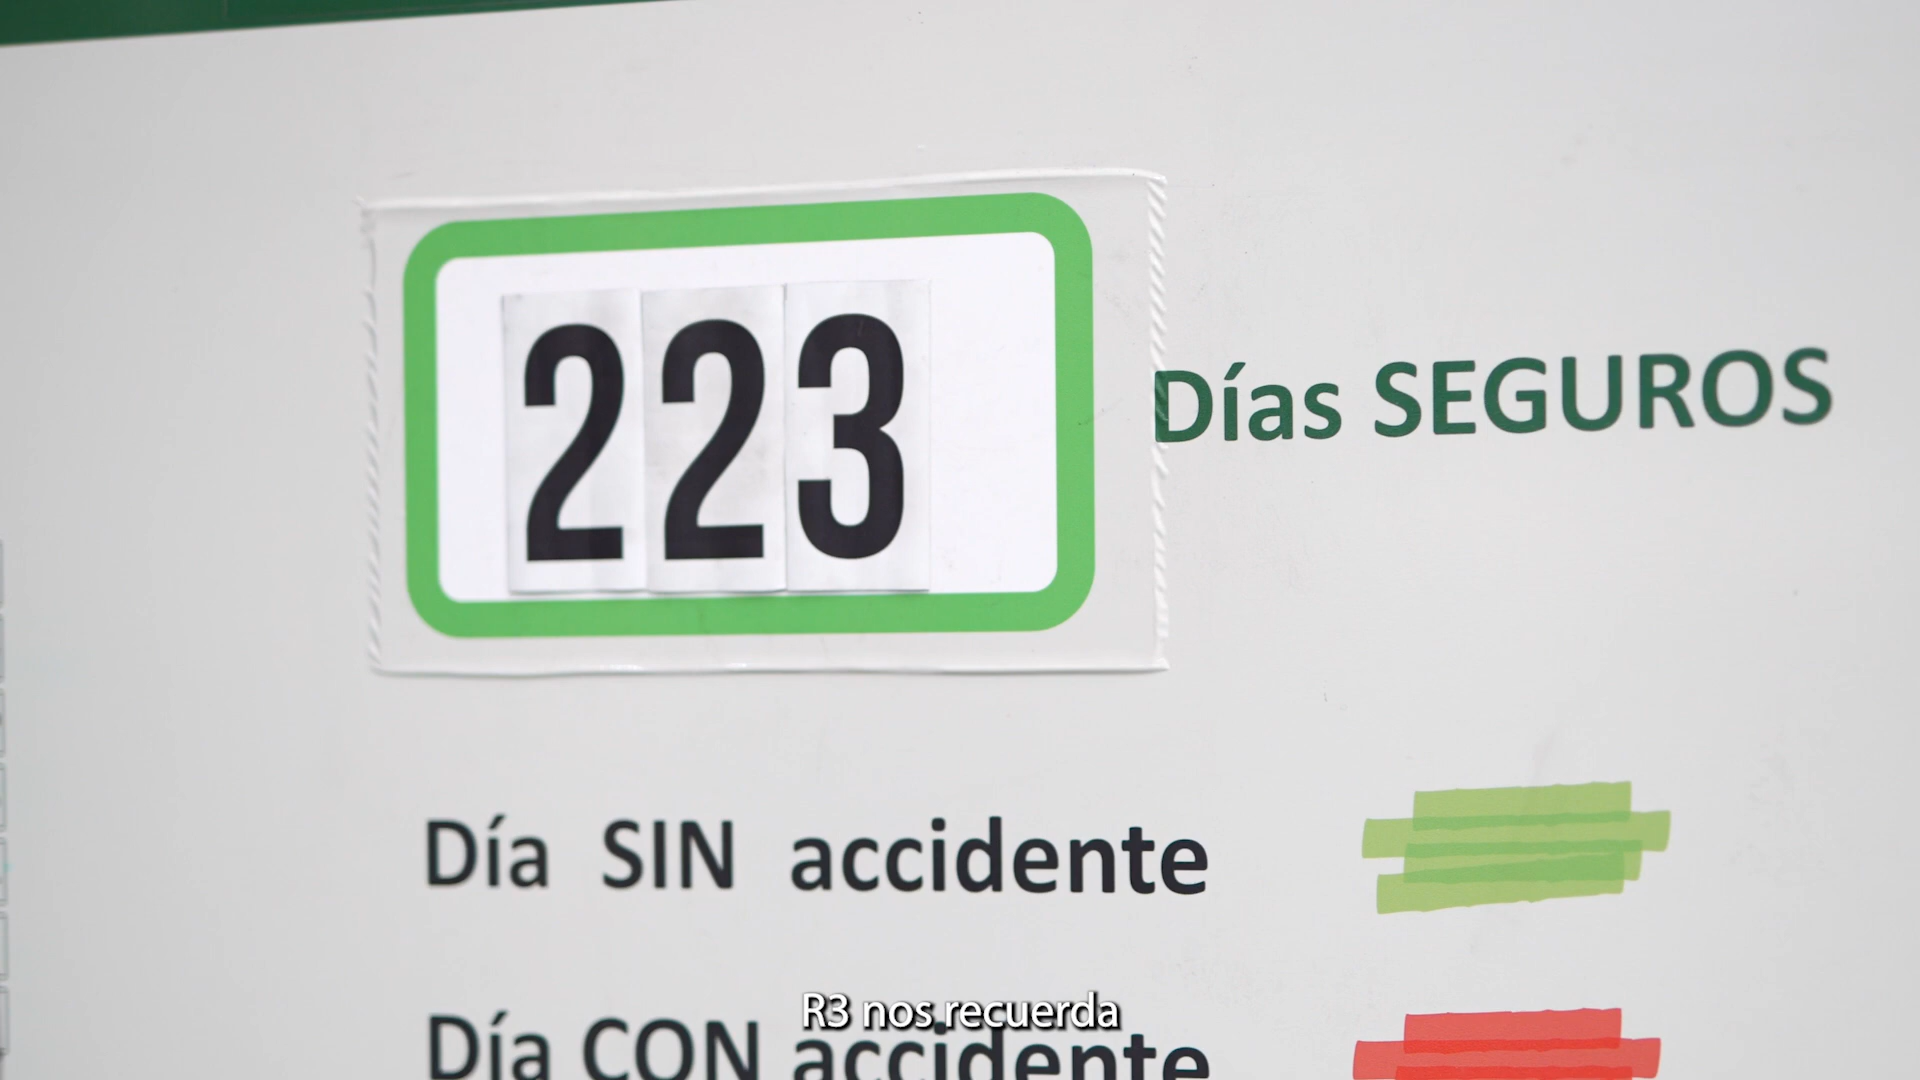 223 Días SEGUROS
Día SIN accidente
R3 nos recuerda
Día CON accidente